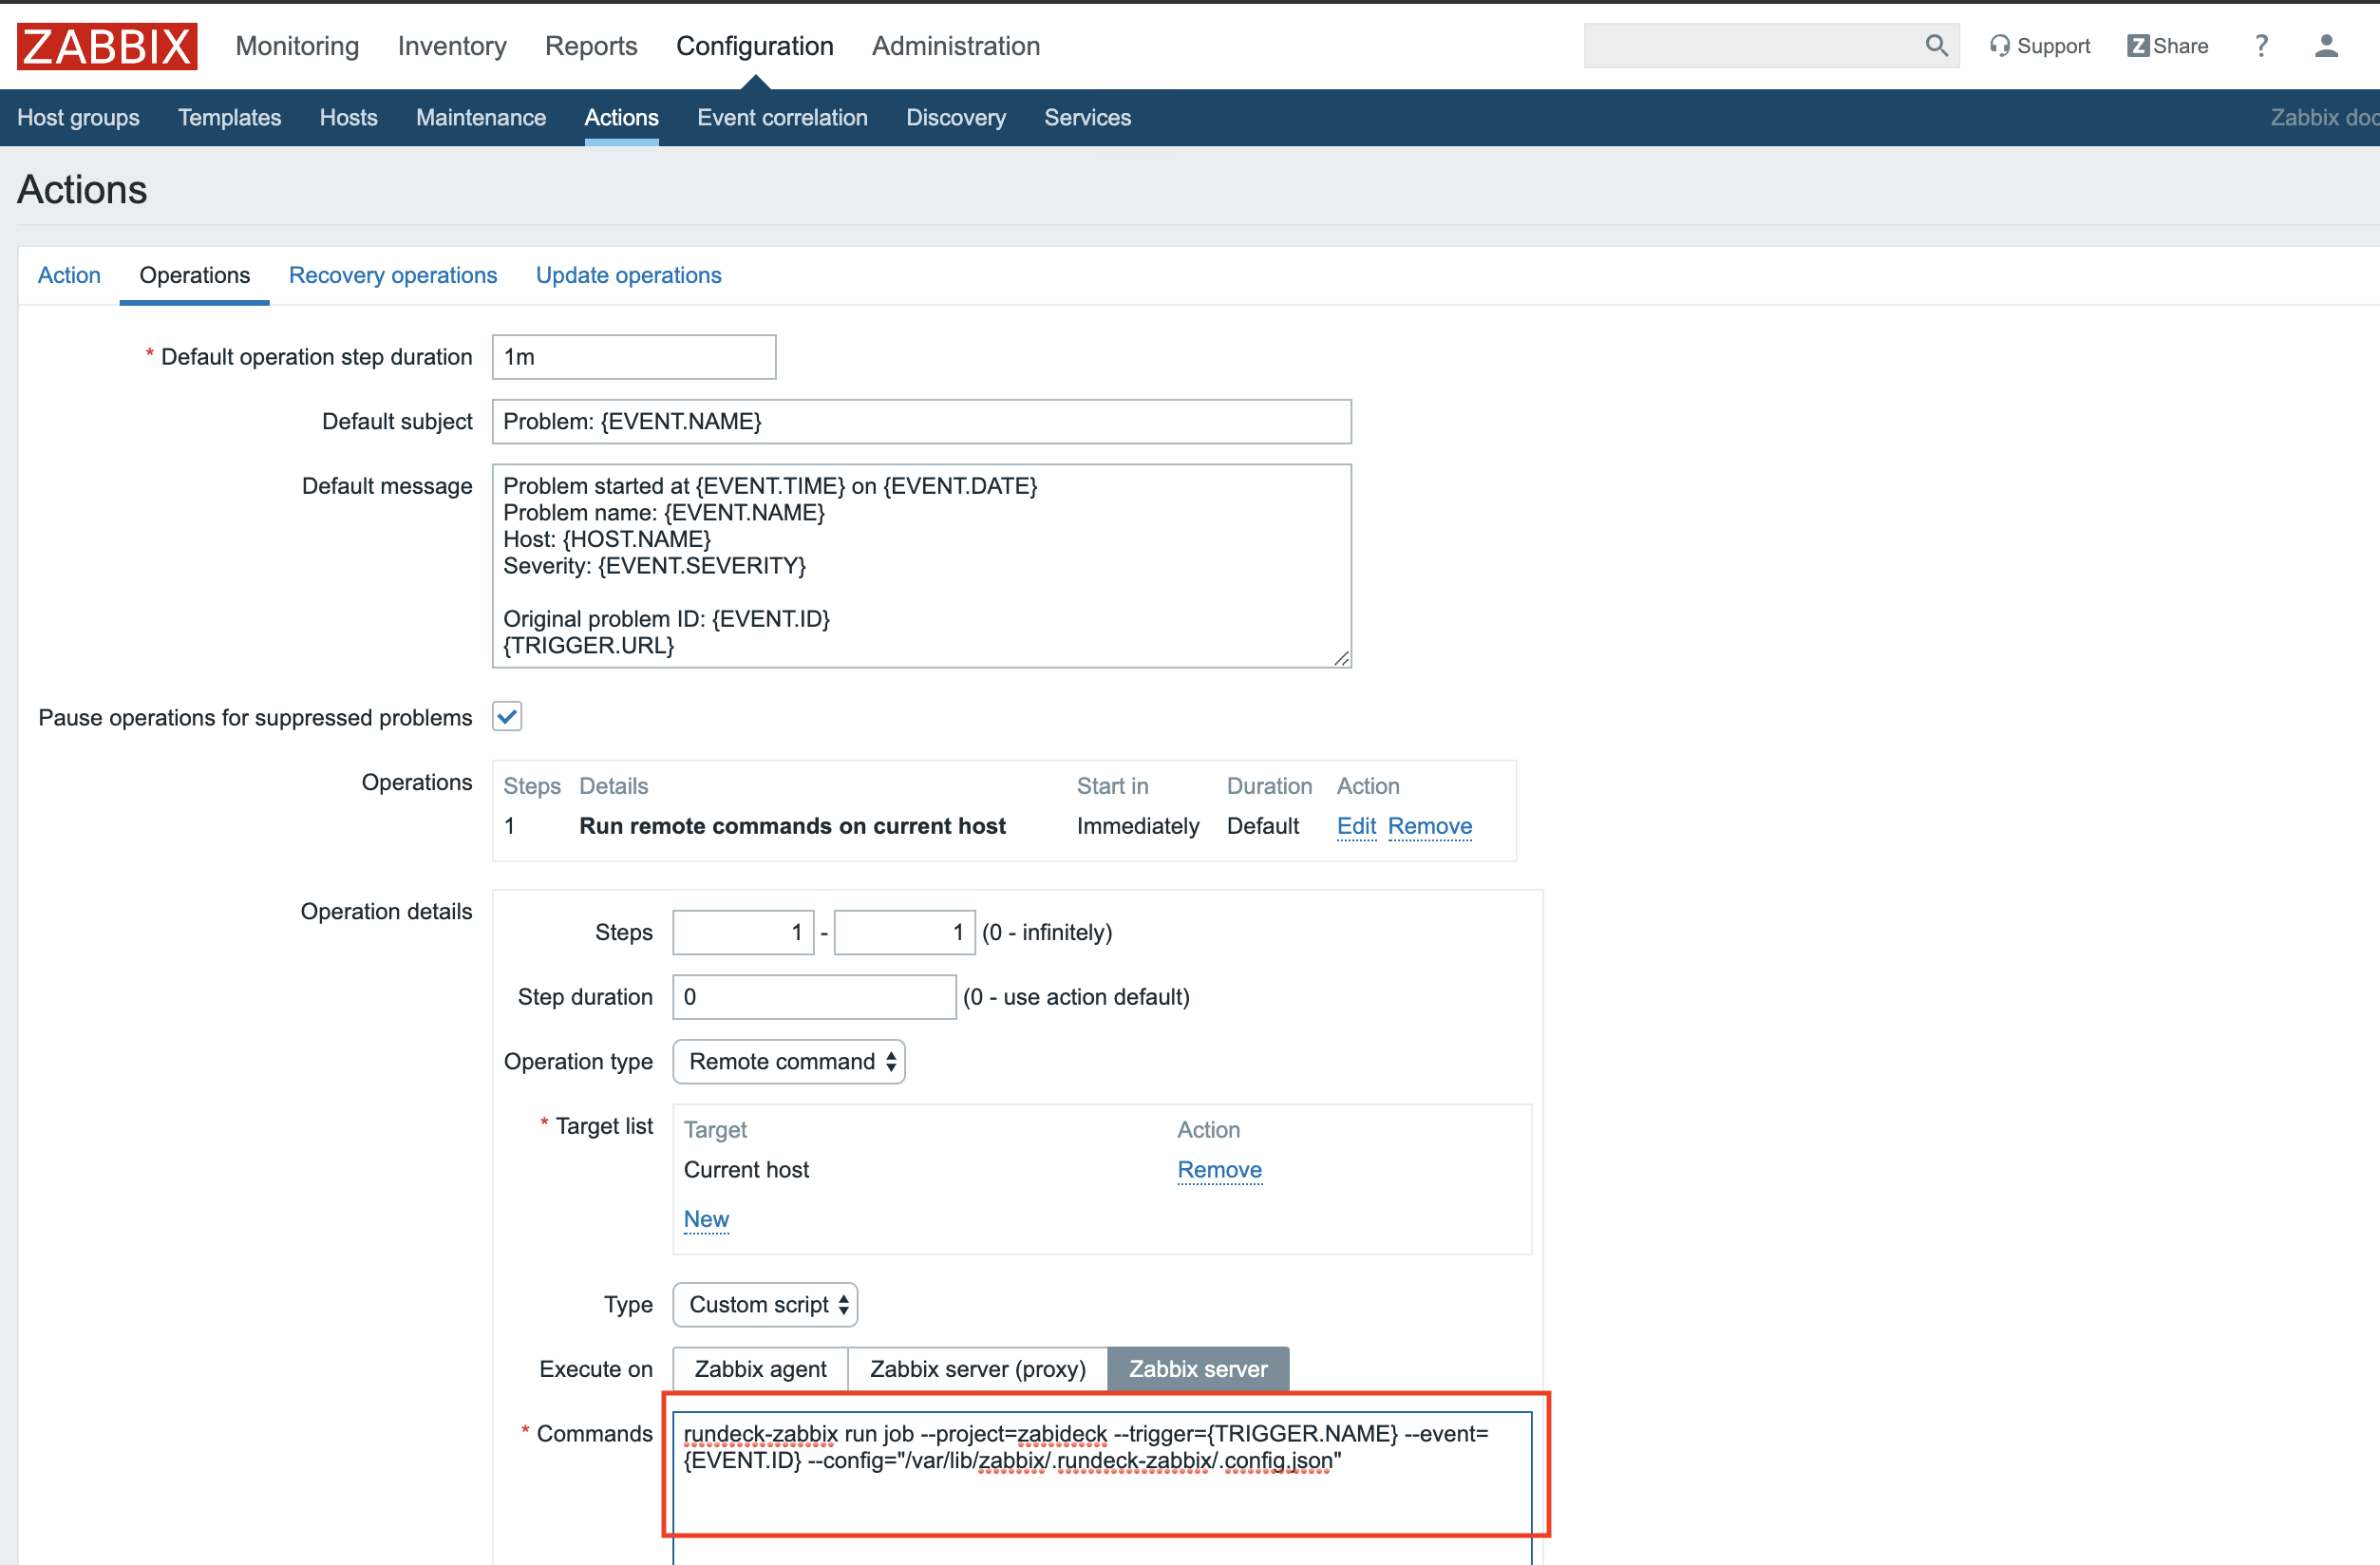 ZABBIX Monitoring Inventory Reports Configuration Administration Support Z Share ?
Host groups Templates Hosts Maintenance Actions Event correlation Discovery Services Zabbix doc
Actions
Action Operations Recovery operations Update operations
* Default operation step duration 1m
Default subject Problem: {EVENT.NAME}
Default message Problem started at {EVENT.TIME} on {EVENT.DATE}
Problem name: {EVENT.NAME}
Host: {HOST.NAME}
Severity: {EVENT.SEVERITY}
Original problem ID: {EVENT.ID}
{TRIGGER.URL}
Pause operations for suppressed problems
Operations Steps Details Start in Duration Action
1 Run remote commands on current host Immediately Default Edit Remove
Operation details
Steps 1 - 1 (0 - infinitely)
Step duration 0 (0 - use action default)
Operation type Remote command
* Target list Target Action
Current host Remove
New
Type Custom script
Execute on Zabbix agent Zabbix server (proxy) Zabbix server
* Commands rundeck-zabbix run job --project=zabideck --trigger={TRIGGER.NAME} --event=
{EVENT.ID} --config="/var/lib/zabbix/.rundeck-zabbix/.config.json"